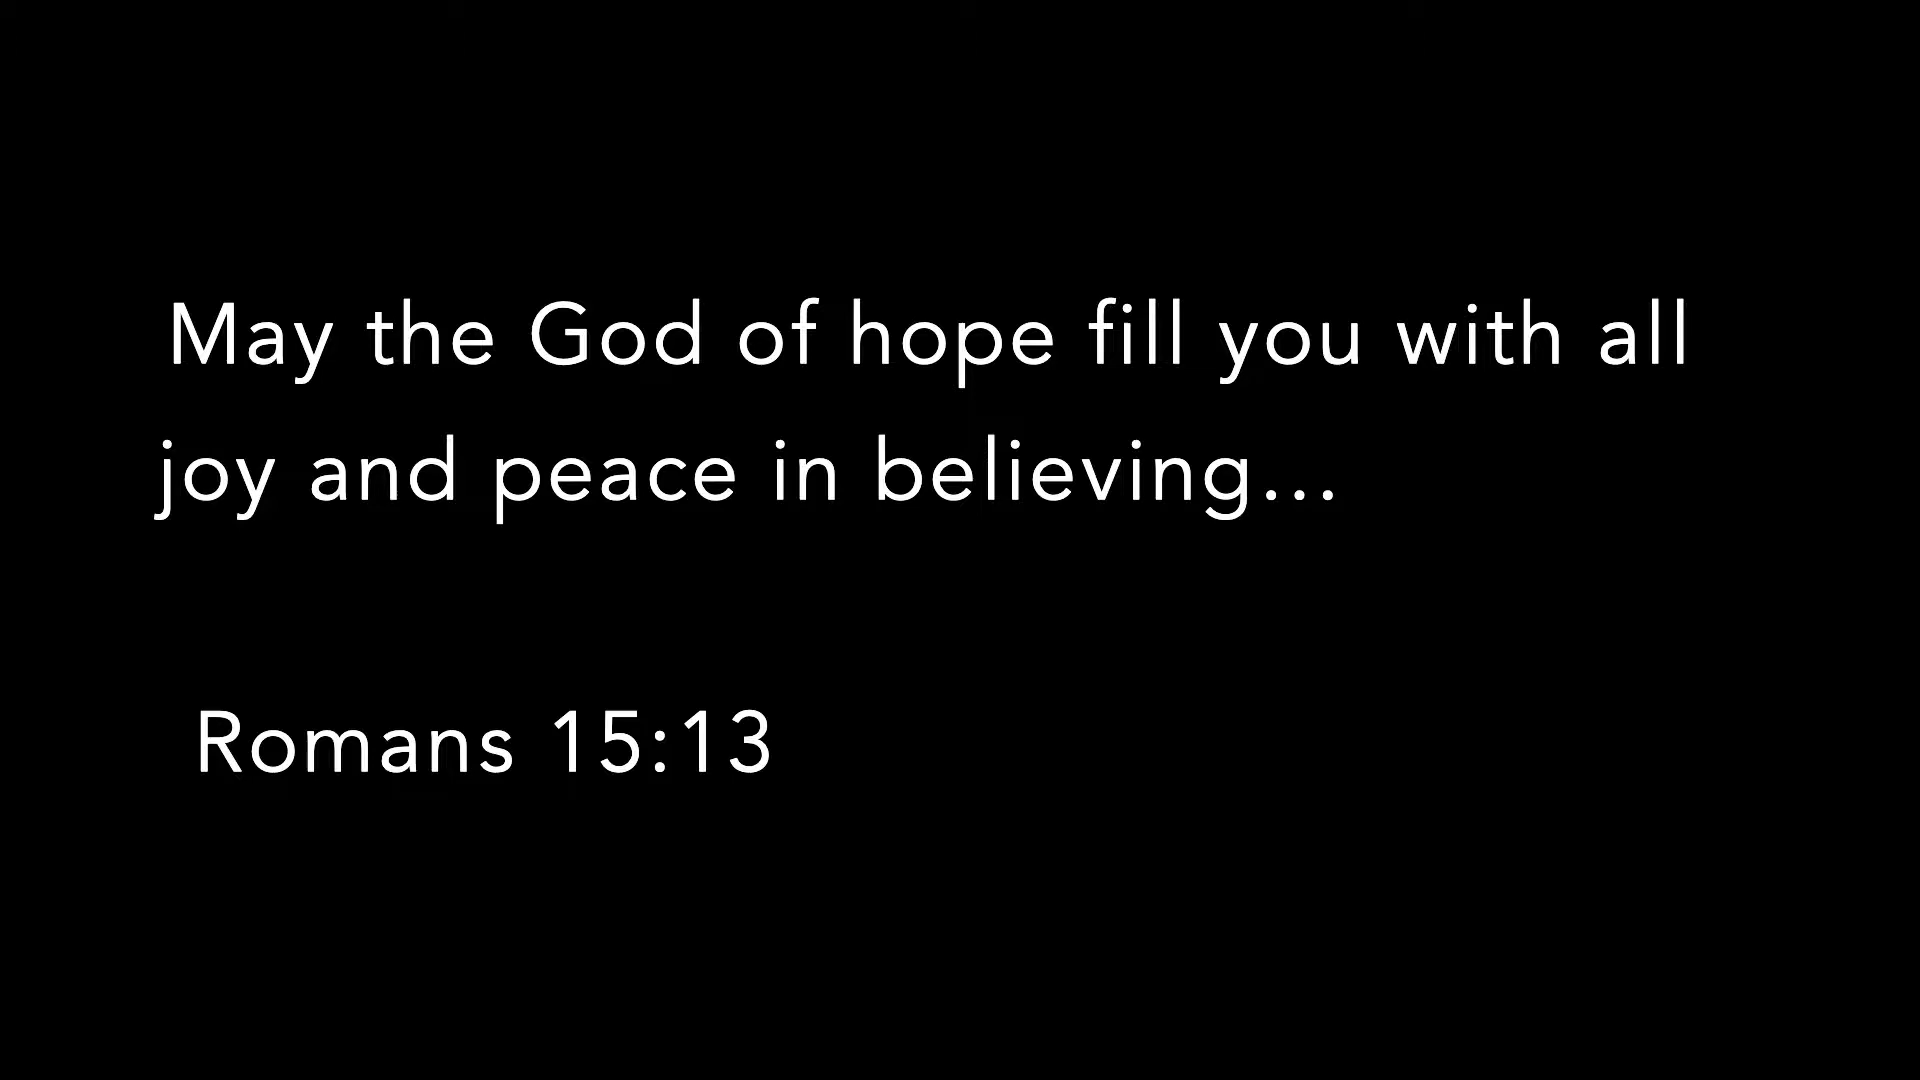 May the God of hope fill you with all
joy and peace in believing...
Romans 15:13